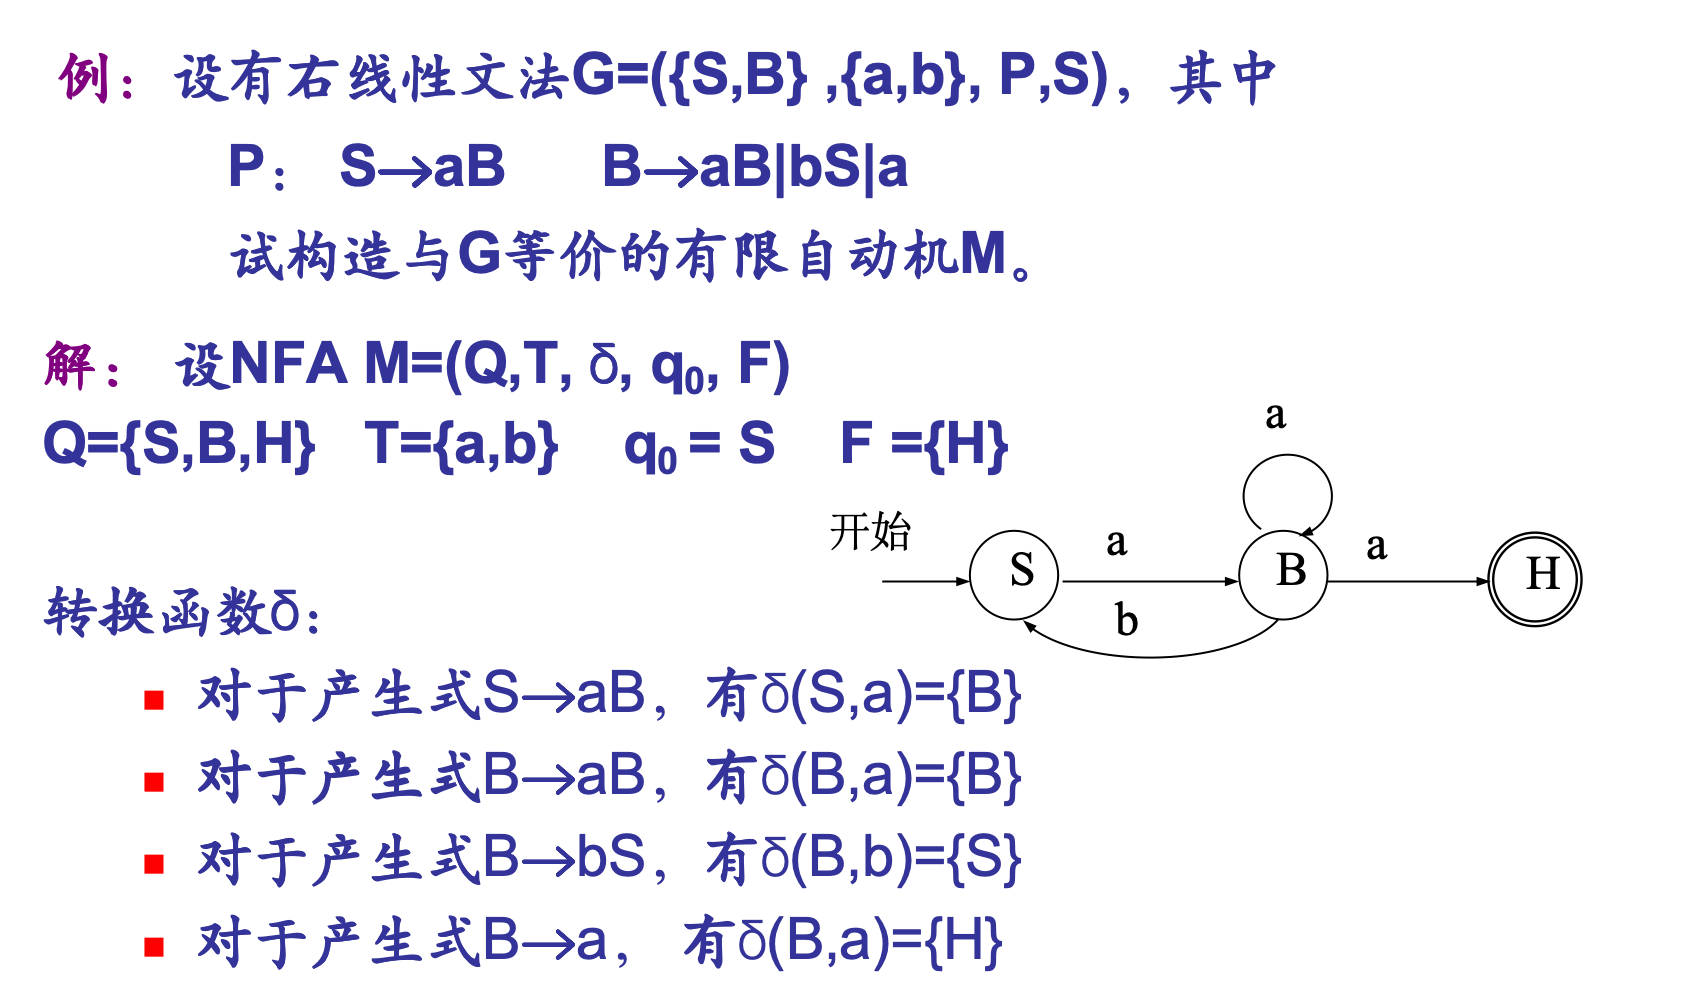 例：设有右线性文法G=({S,B} ,{a,b}, P,S)，其中
P： S→aB B→aB|bS|a
试构造与G等价的有限自动机M。
解： 设NFA M=(Q,T, δ, q₀, F)
Q={S,B,H} T={a,b} q₀ = S F ={H}
a
开始
S
a
B
a
H
b
转换函数δ：
对于产生式S→aB，有δ(S,a)={B}
对于产生式B→aB，有δ(B,a)={B}
对于产生式B→bS，有δ(B,b)={S}
对于产生式B→a， 有δ(B,a)={H}